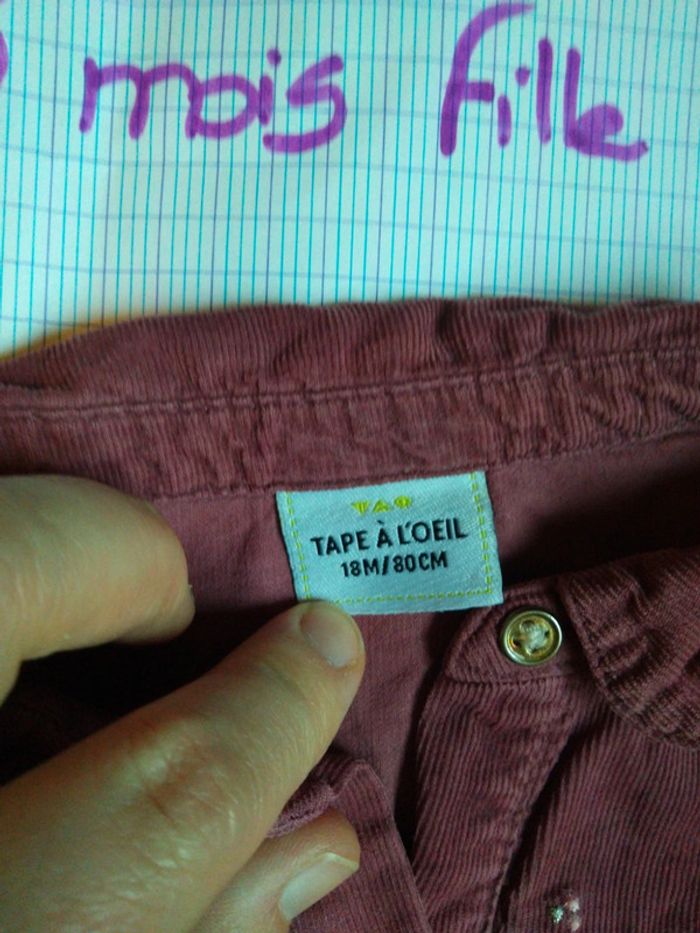 mois fille
TAO
TAPE À L'OEIL
18M/80CM